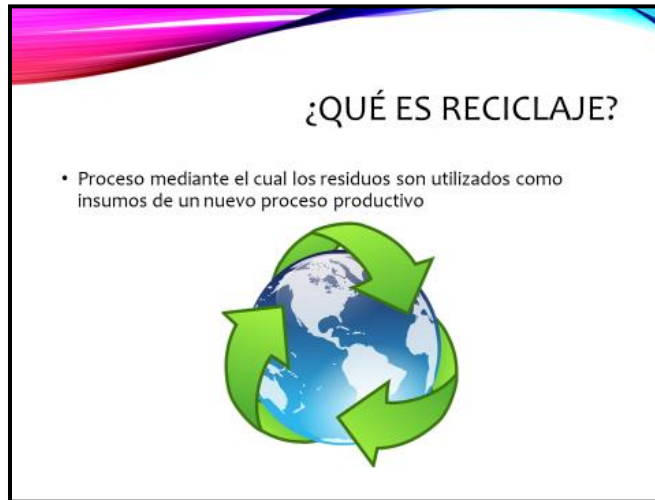 ¿QUÉ ES RECICLAJE?
• Proceso mediante el cual los residuos son utilizados como
insumos de un nuevo proceso productivo